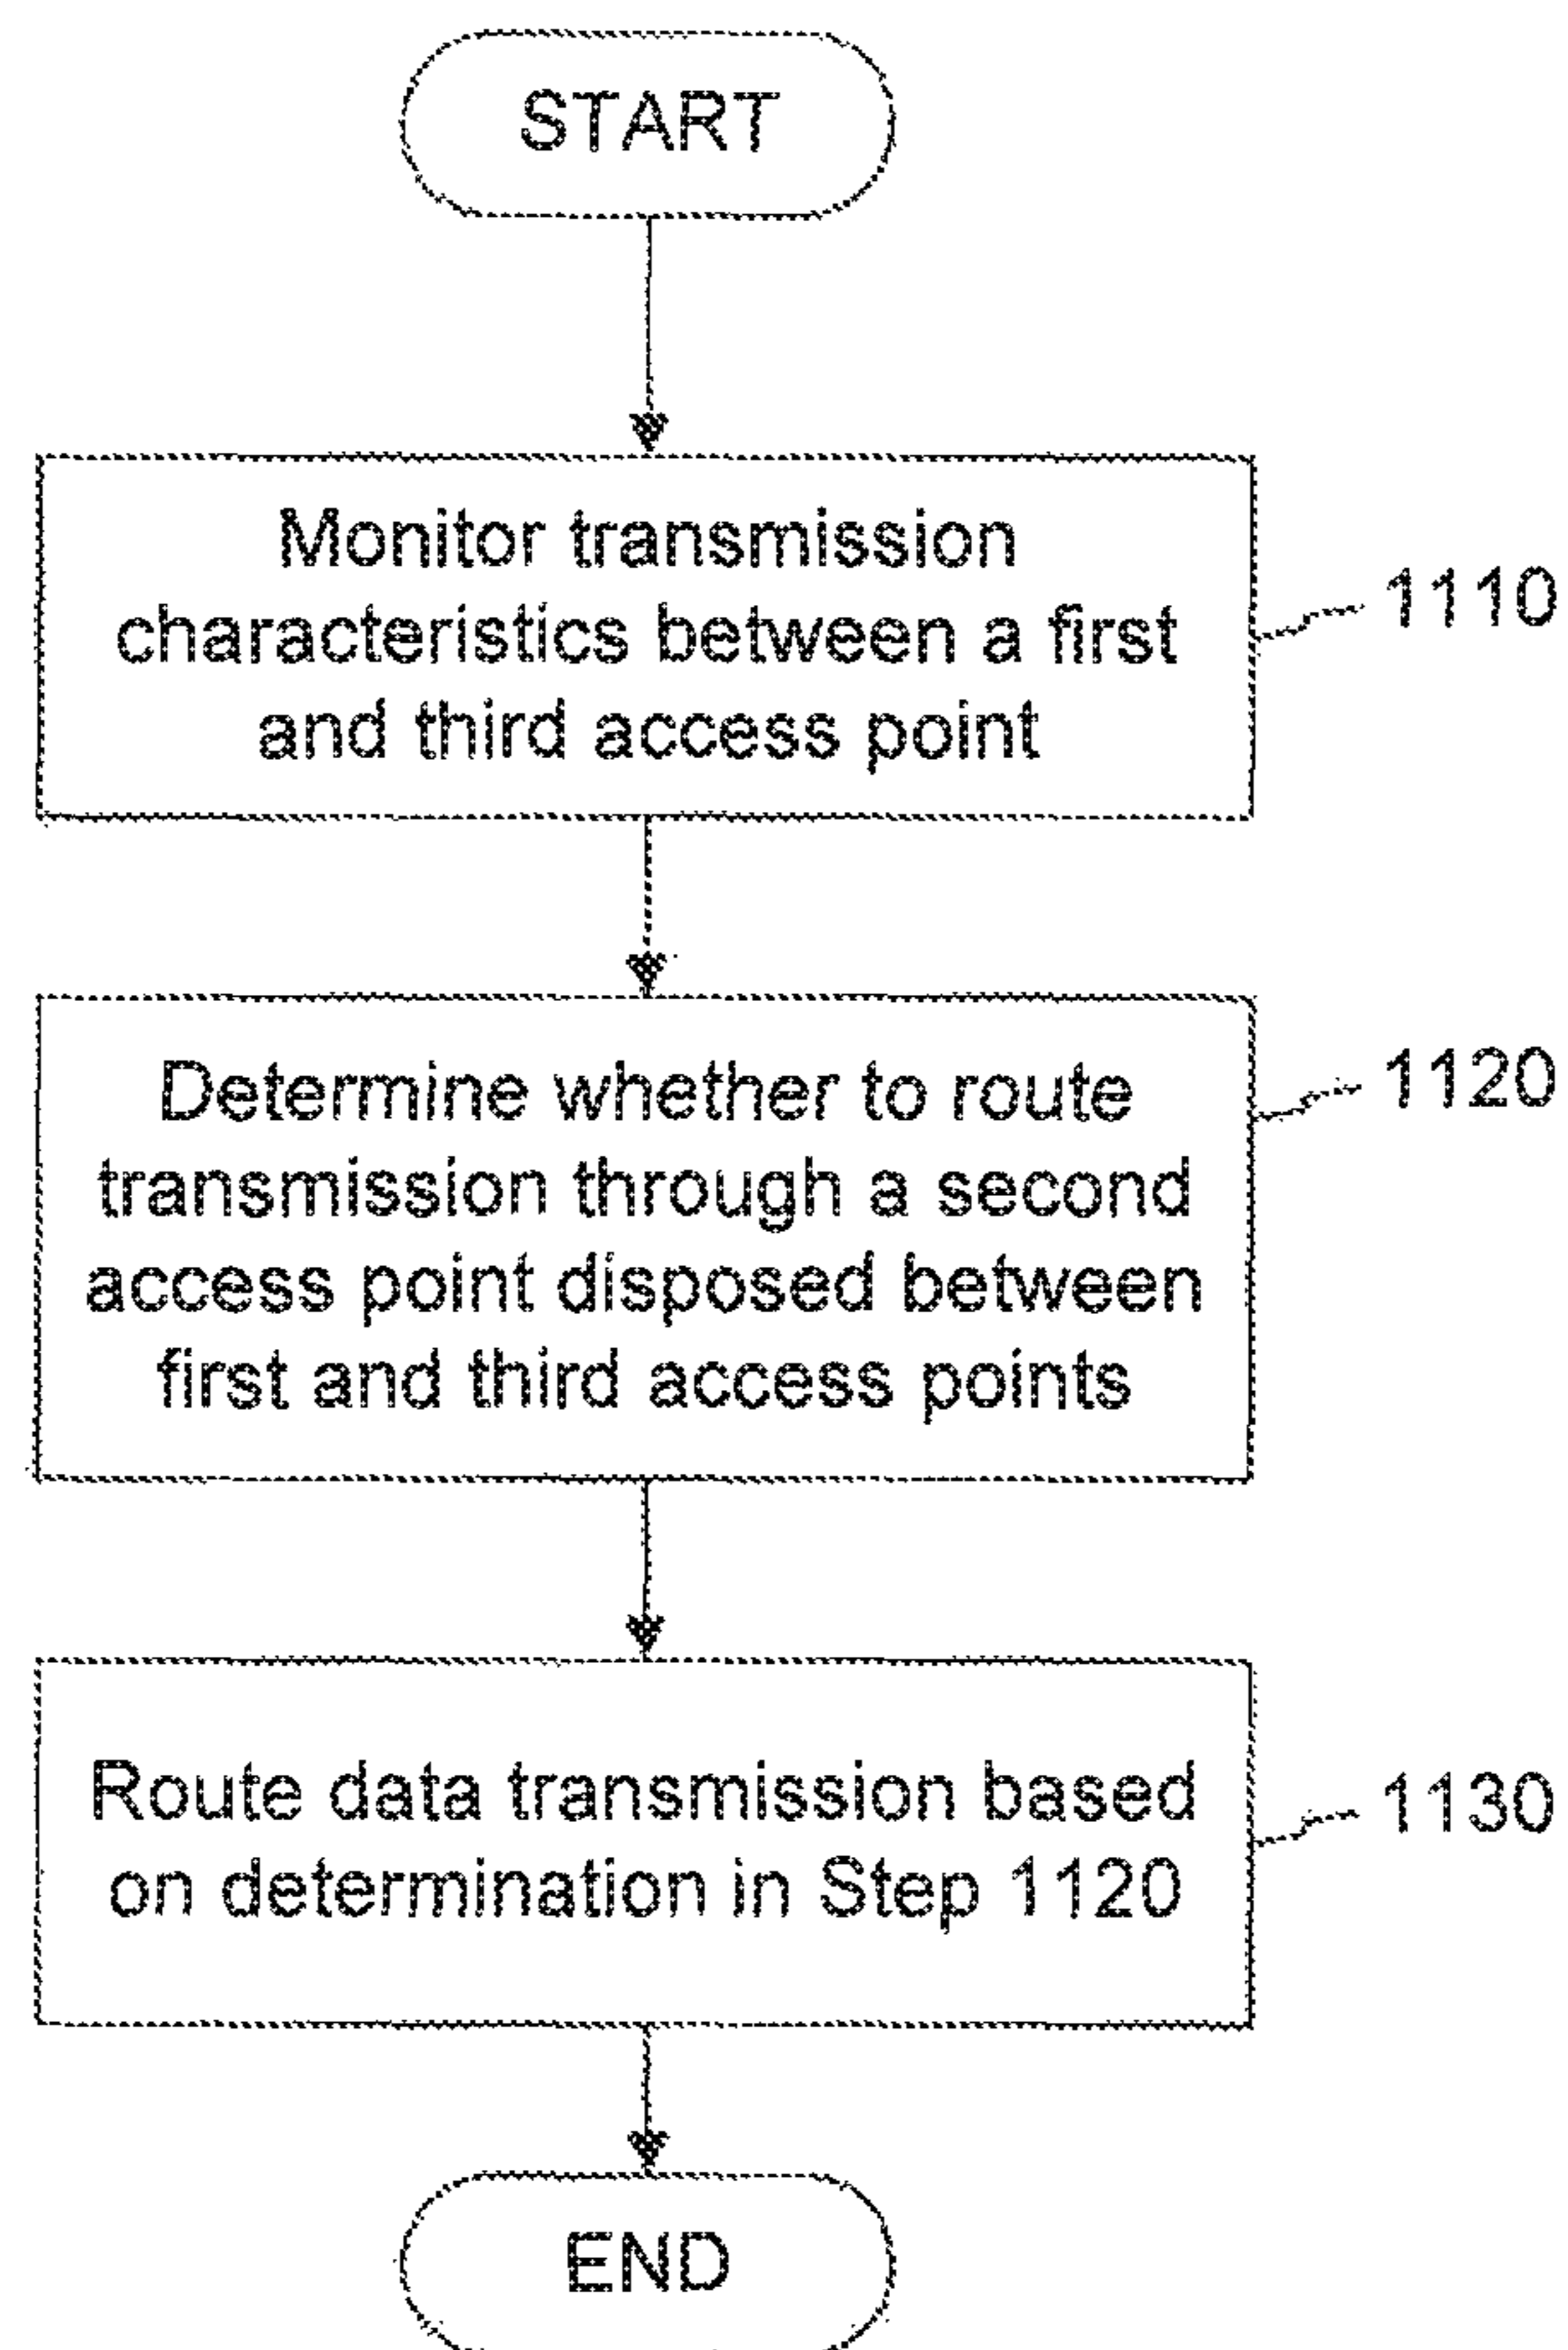 START
Monitor transmission
characteristics between a first
and third access point
1110
Determine whether to route
transmission through a second
access point disposed between
first and third access points
1120
Route data transmission based
on determination in Step 1120
1130
END